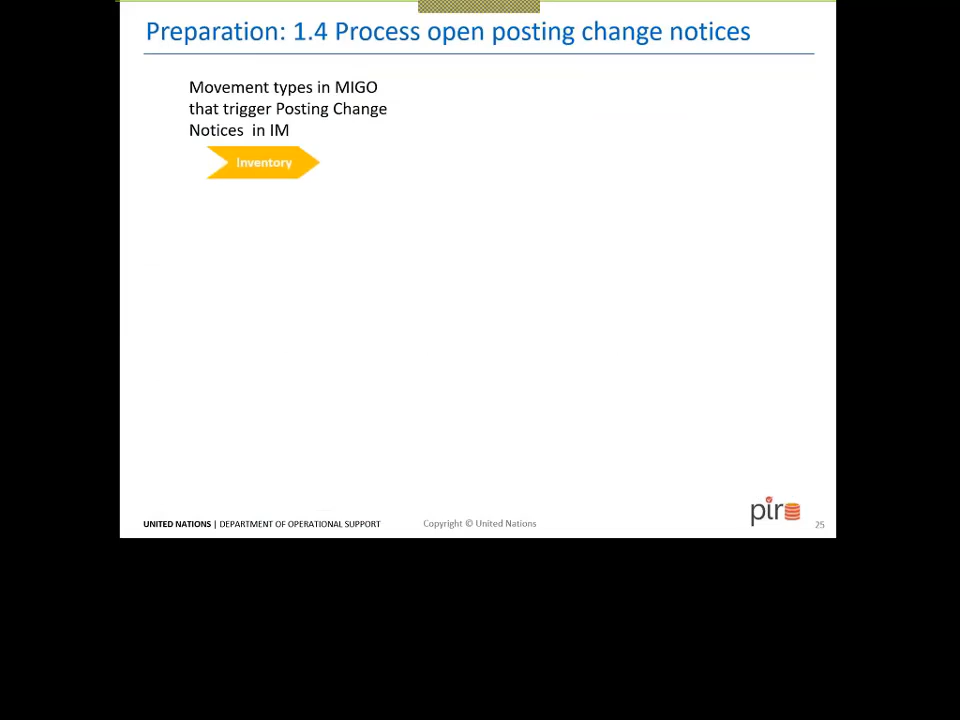 Preparation: 1.4 Process open posting change notices
Movement types in MIGO
that trigger Posting Change
Notices in IM
Inventory
UNITED NATIONS | DEPARTMENT OF OPERATIONAL SUPPORT
Copyright © United Nations
pir
25